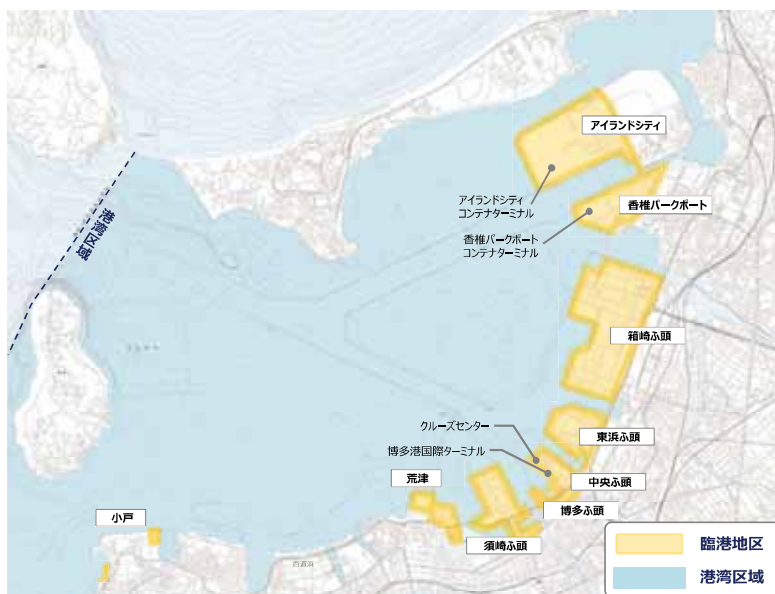 アイランドシティ
アイランドシティ
コンテナターミナル
香椎パークポート
香椎パークポート
コンテナターミナル
港湾区域
箱崎ふ頭
クルーズセンター
東浜ふ頭
博多港国際ターミナル
中央ふ頭
荒津
博多ふ頭
小戸
須崎ふ頭
臨港地区
百道浜
港湾区域